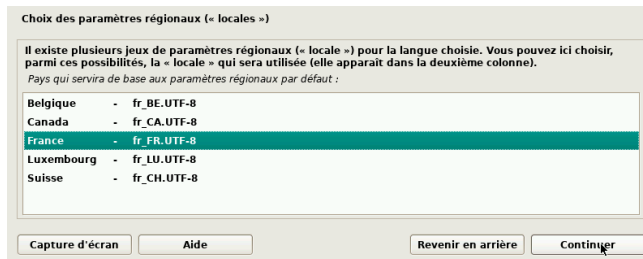 Choix des paramètres régionaux (« locales »)
Il existe plusieurs jeux de paramètres régionaux (« locale ») pour la langue choisie. Vous pouvez ici choisir,
parmi ces possibilités, la « locale » qui sera utilisée (elle apparaît dans la deuxième colonne).
Pays qui servira de base aux paramètres régionaux par défaut :
Belgique - fr_BE.UTF-8
Canada - fr_CA.UTF-8
France - fr_FR.UTF-8
Luxembourg - fr_LU.UTF-8
Suisse - fr_CH.UTF-8
Capture d'écran Aide Revenir en arrière Continuer